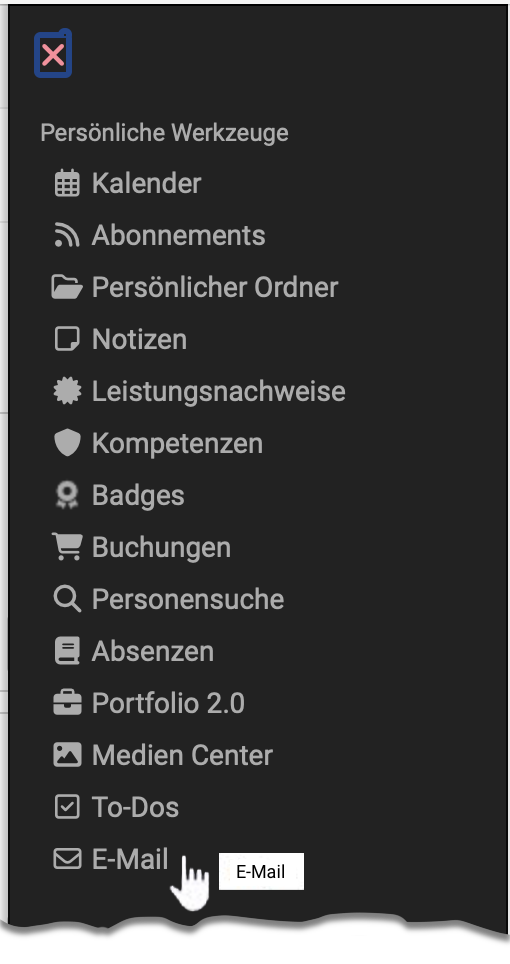 Persönliche Werkzeuge
Kalender
Abonnements
Persönlicher Ordner
Notizen
Leistungsnachweise
Kompetenzen
Badges
Buchungen
Personensuche
Absenzen
Portfolio 2.0
Medien Center
To-Dos
E-Mail
E-Mail